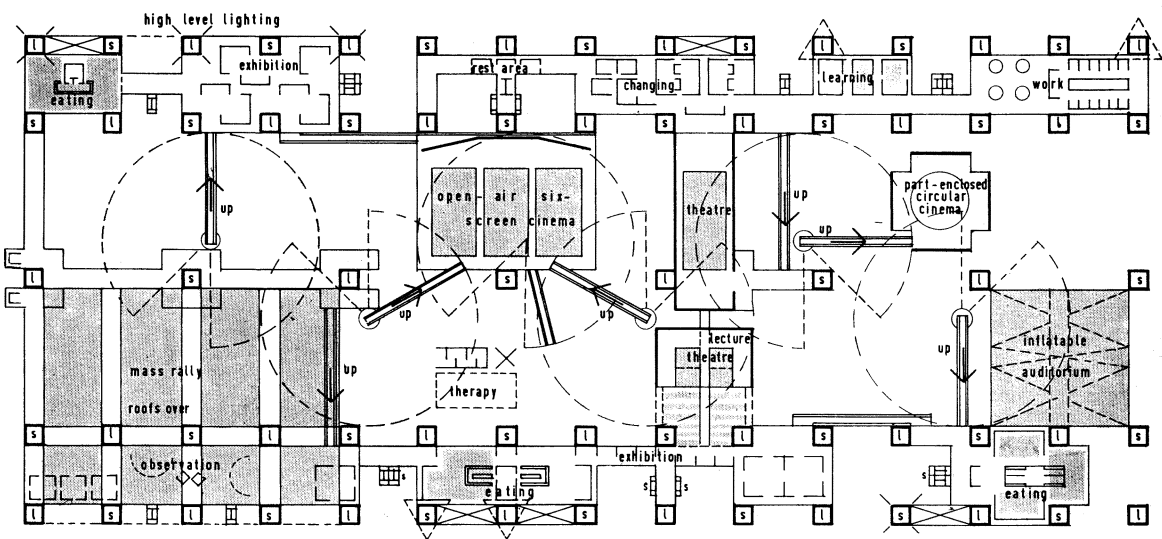 high level lighting
l s l s l s l s l s l s l s l
exhibition
rest area
changing
learning
work
eating
s l s l s l s l s l s l s l s
up
open-air
screen
six-
cinema
theatre
up
up
part-enclosed
circular
cinema
l l s l s l s
up
up
lecture
theatre
up
inflatable
auditorium
mass rally
roofs over
up
therapy
s l s l s l s l s l s l s l s
observation
s
eating
exhibition
s
s
s
eating
l s l s l s l s l s l s l s l